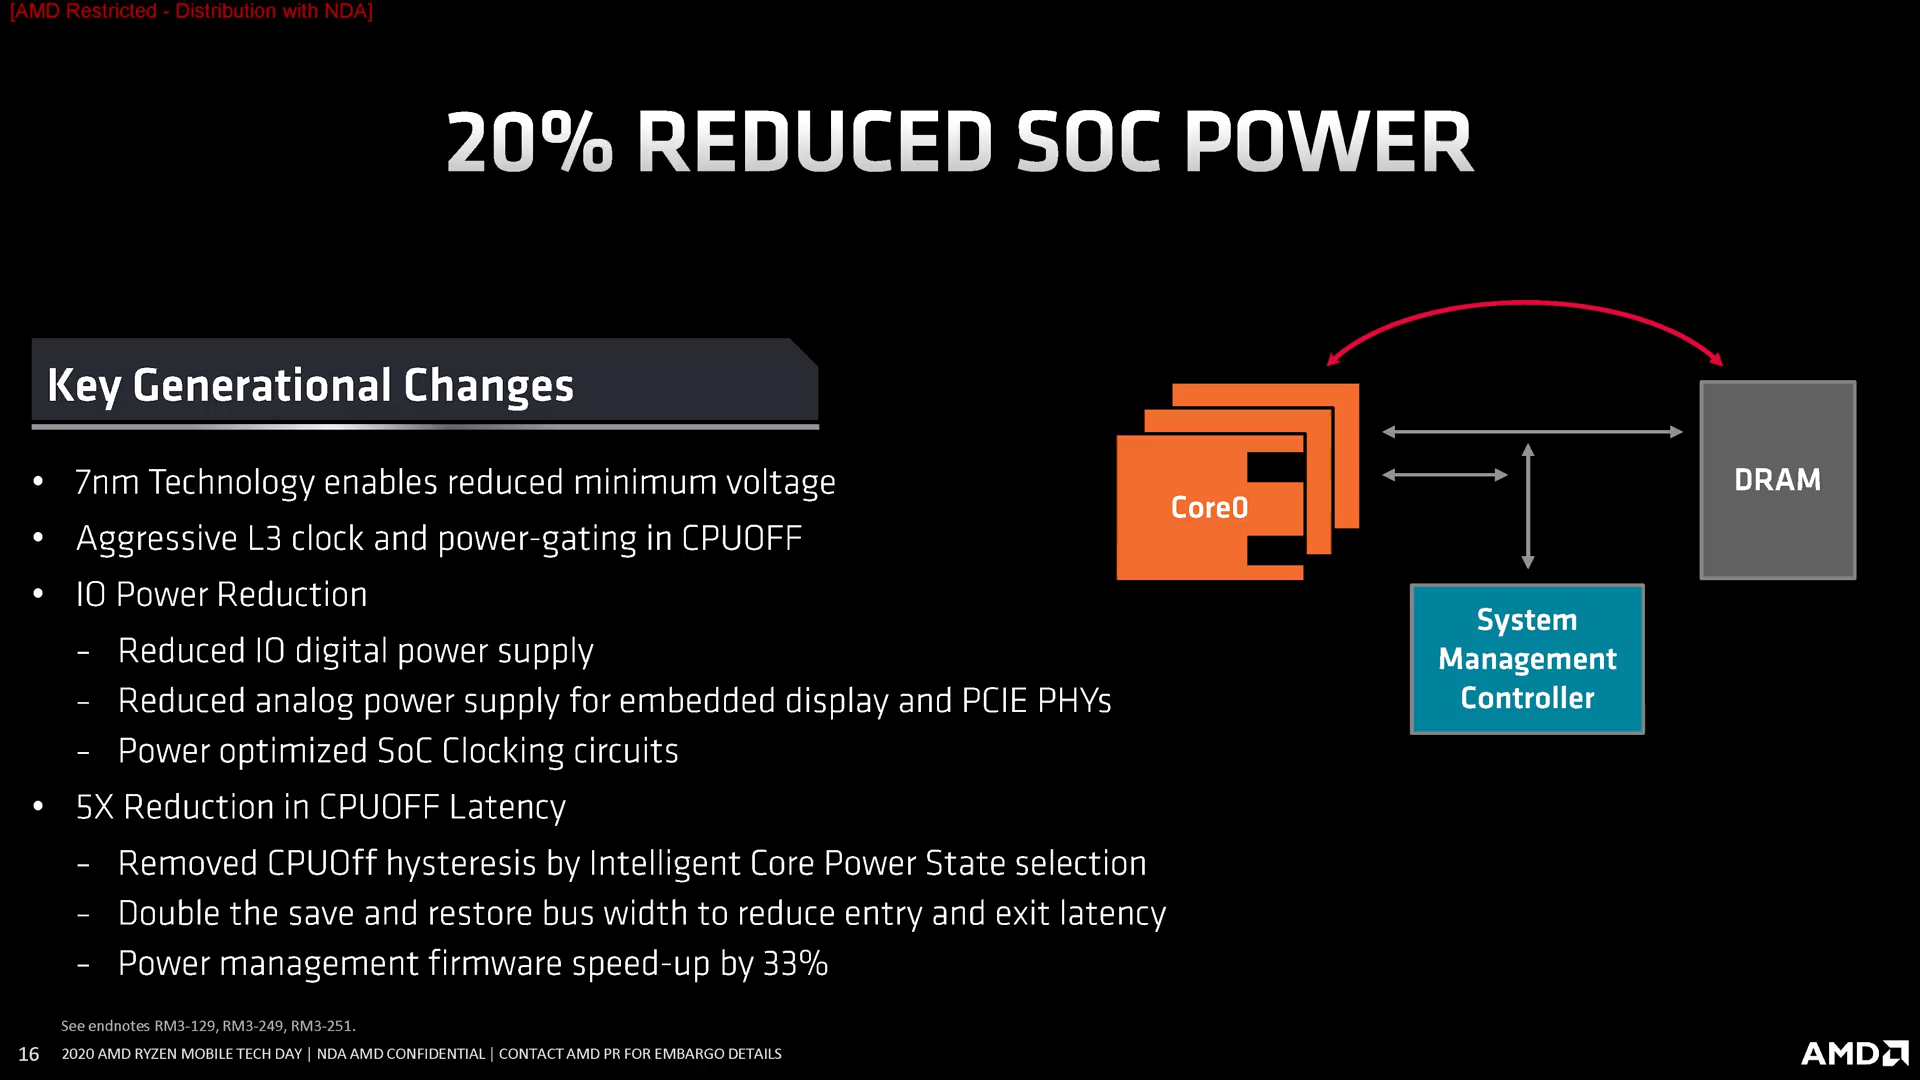 [AMD Restricted - Distribution with NDA]
20% REDUCED SOC POWER
Key Generational Changes
• 7nm Technology enables reduced minimum voltage
• Aggressive L3 clock and power-gating in CPUOFF
• IO Power Reduction
- Reduced IO digital power supply
- Reduced analog power supply for embedded display and PCIE PHYs
- Power optimized SoC Clocking circuits
• 5X Reduction in CPUOFF Latency
- Removed CPUOff hysteresis by Intelligent Core Power State selection
- Double the save and restore bus width to reduce entry and exit latency
- Power management firmware speed-up by 33%
Core0
DRAM
System
Management
Controller
See endnotes RM3-129, RM3-249, RM3-251.
16 2020 AMD RYZEN MOBILE TECH DAY | NDA AMD CONFIDENTIAL | CONTACT AMD PR FOR EMBARGO DETAILS
AMD